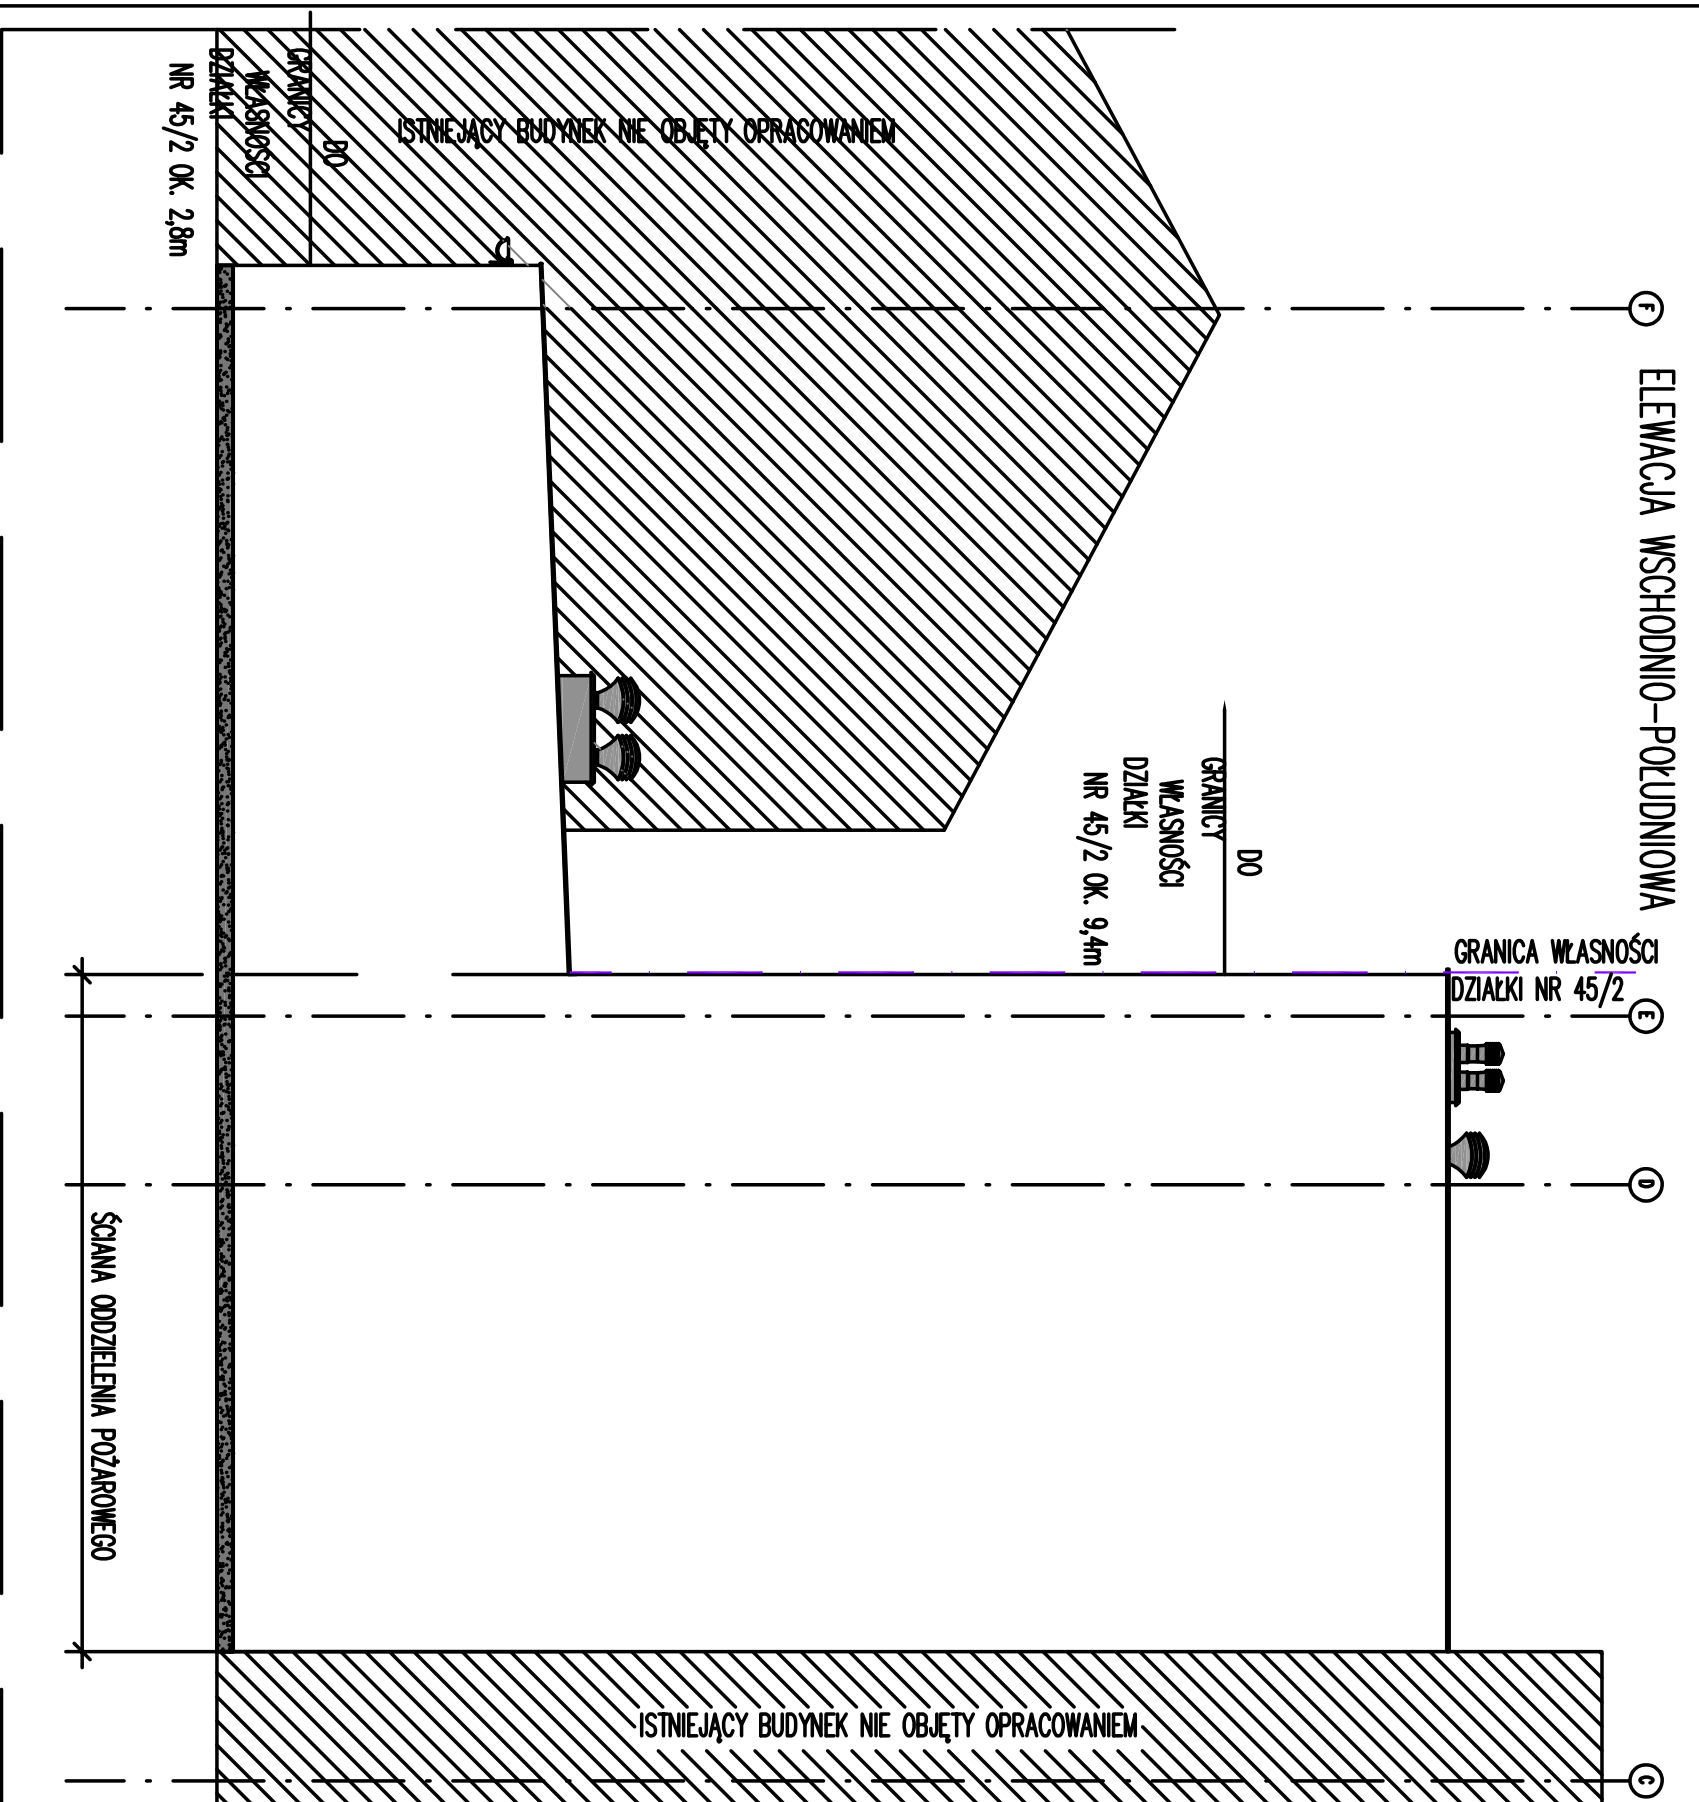 ELEWACJA WSCHODNIO-POŁUDNIOWA
F
E
D
C
GRANICA WŁASNOŚCI
DZIAŁKI NR 45/2
DO
GRANICY
WŁASNOŚCI
DZIAŁKI
NR 45/2 OK. 9,4m
ISTNIEJĄCY BUDYNEK NIE OBJĘTY OPRACOWANIEM
DO
GRANICY
WŁASNOŚCI
DZIAŁKI
NR 45/2 OK. 2,8m
ŚCIANA ODDZIELENIA POŻAROWEGO
ISTNIEJĄCY BUDYNEK NIE OBJĘTY OPRACOWANIEM